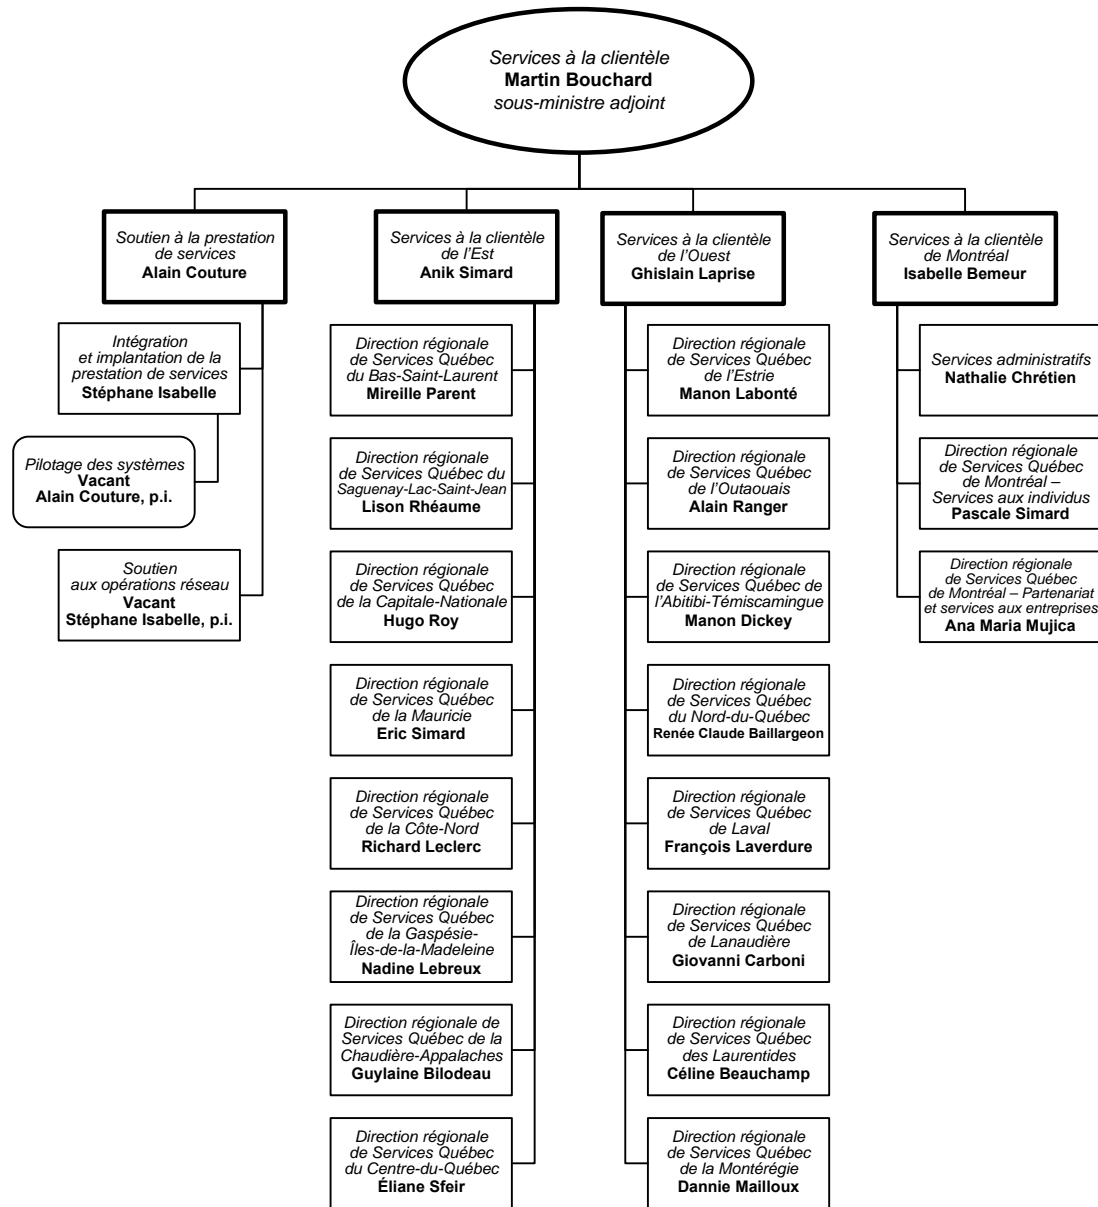 Services à la clientèle
Martin Bouchard
sous-ministre adjoint
Soutien à la prestation
de services
Alain Couture
Services à la clientèle
de l'Est
Anik Simard
Services à la clientèle
de l'Ouest
Ghislain Laprise
Services à la clientèle
de Montréal
Isabelle Bemeur
Intégration
et implantation de la
prestation de services
Stéphane Isabelle
Pilotage des systèmes
Vacant
Alain Couture, p.i.
Soutien
aux opérations réseau
Vacant
Stéphane Isabelle, p.i.
Direction régionale
de Services Québec
du Bas-Saint-Laurent
Mireille Parent
Direction régionale
de Services Québec du
Saguenay-Lac-Saint-Jean
Lison Rhéaume
Direction régionale
de Services Québec
de la Capitale-Nationale
Hugo Roy
Direction régionale
de Services Québec
de la Mauricie
Eric Simard
Direction régionale
de Services Québec
de la Côte-Nord
Richard Leclerc
Direction régionale
de Services Québec
de la Gaspésie-
Îles-de-la-Madeleine
Nadine Lebreux
Direction régionale de
Services Québec de la
Chaudière-Appalaches
Guylaine Bilodeau
Direction régionale
de Services Québec
du Centre-du-Québec
Éliane Sfeir
Direction régionale
de Services Québec
de l'Estrie
Manon Labonté
Direction régionale
de Services Québec
de l'Outaouais
Alain Ranger
Direction régionale
de Services Québec de
l'Abitibi-Témiscamingue
Manon Dickey
Direction régionale
de Services Québec
du Nord-du-Québec
Renée Claude Baillargeon
Direction régionale
de Services Québec
de Laval
François Laverdure
Direction régionale
de Services Québec
de Lanaudière
Giovanni Carboni
Direction régionale
de Services Québec
des Laurentides
Céline Beauchamp
Direction régionale
de Services Québec
de la Montérégie
Dannie Mailloux
Services administratifs
Nathalie Chrétien
Direction régionale
de Services Québec
de Montréal –
Services aux individus
Pascale Simard
Direction régionale
de Services Québec
de Montréal – Partenariat
et services aux entreprises
Ana Maria Mujica